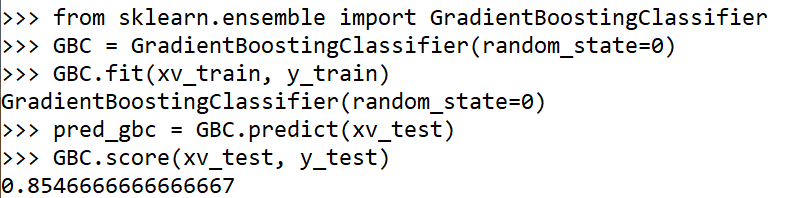 >>> from sklearn.ensemble import GradientBoostingClassifier
>>> GBC = GradientBoostingClassifier(random_state=0)
>>> GBC.fit(xv_train, y_train)
GradientBoostingClassifier(random_state=0)
>>> pred_gbc = GBC.predict(xv_test)
>>> GBC.score(xv_test, y_test)
0.8546666666666667